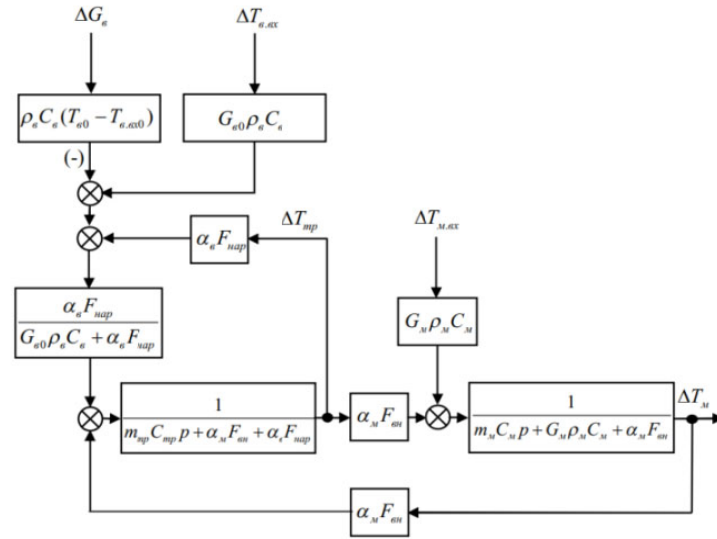 ΔG_в ΔT_в.вх
ρ_в C_в (T_в0 − T_в.вх0) G_в0 ρ_в C_в
(-)
ΔT_тр ΔT_м.вх
α_в F_нар
α_в F_нар
G_в0 ρ_в C_в + α_в F_нар
G_м ρ_м C_м
1 α_м F_вн 1 ΔT_м
m_тр C_тр p + α_м F_вн + α_в F_нар m_м C_м p + G_м ρ_м C_м + α_м F_вн
α_м F_вн